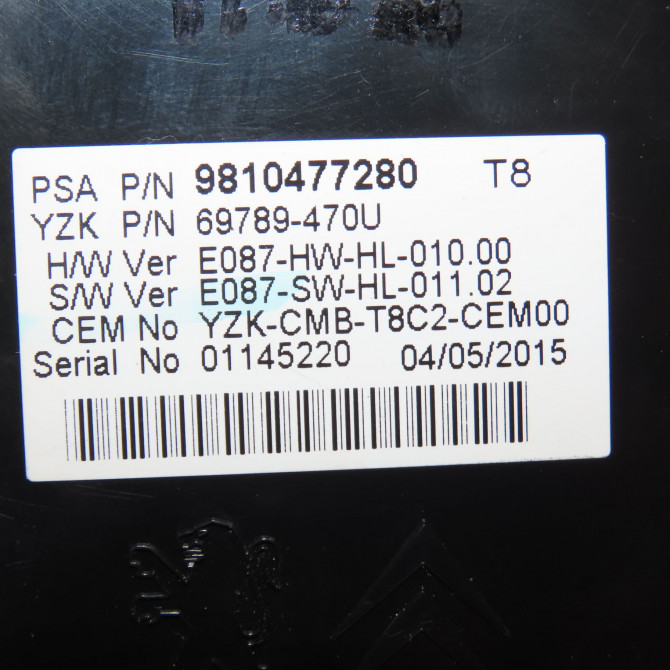 PSA P/N 9810477280 T8
YZK P/N 69789-470U
H/W Ver E087-HW-HL-010.00
S/W Ver E087-SW-HL-011.02
CEM No YZK-CMB-T8C2-CEM00
Serial No 01145220 04/05/2015